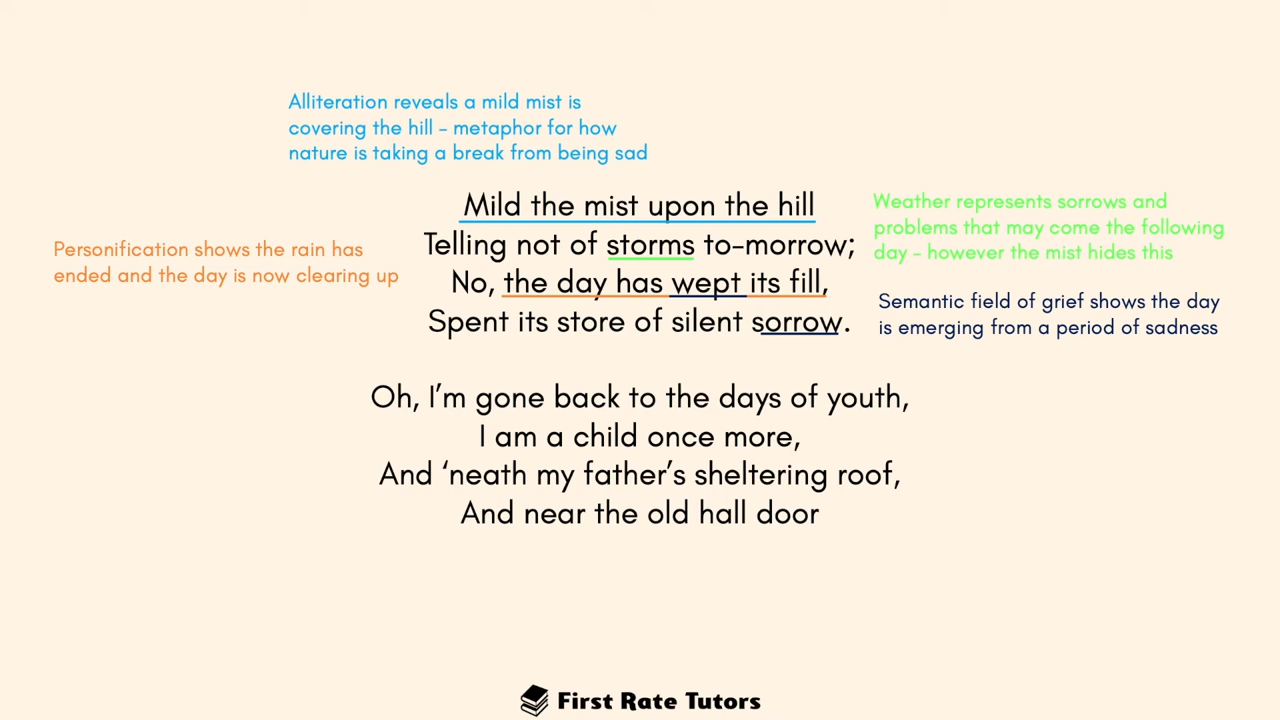 Alliteration reveals a mild mist is
covering the hill – metaphor for how
nature is taking a break from being sad
Mild the mist upon the hill
Telling not of storms to-morrow;
No, the day has wept its fill,
Spent its store of silent sorrow.
Weather represents sorrows and
problems that may come the following
day – however the mist hides this
Personification shows the rain has
ended and the day is now clearing up
Semantic field of grief shows the day
is emerging from a period of sadness
Oh, I’m gone back to the days of youth,
I am a child once more,
And ‘neath my father’s sheltering roof,
And near the old hall door
First Rate Tutors